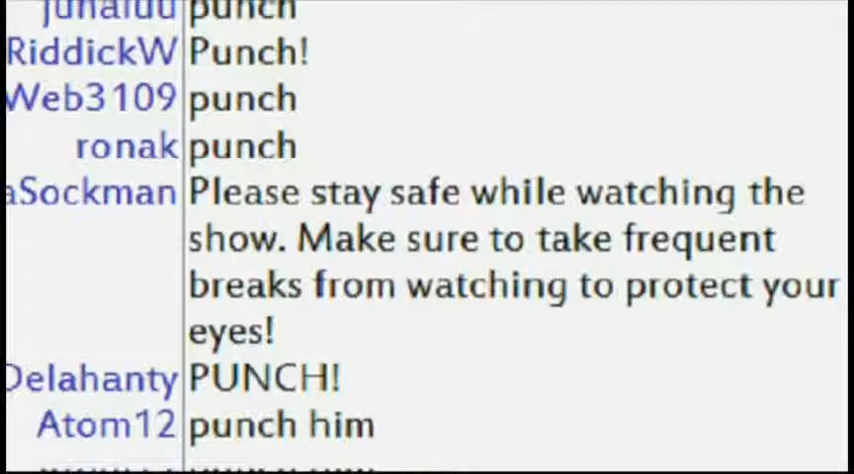 punch
RiddickW Punch!
Web3109 punch
ronak punch
aSockman Please stay safe while watching the
show. Make sure to take frequent
breaks from watching to protect your
eyes!
Delahanty PUNCH!
Atom12 punch him